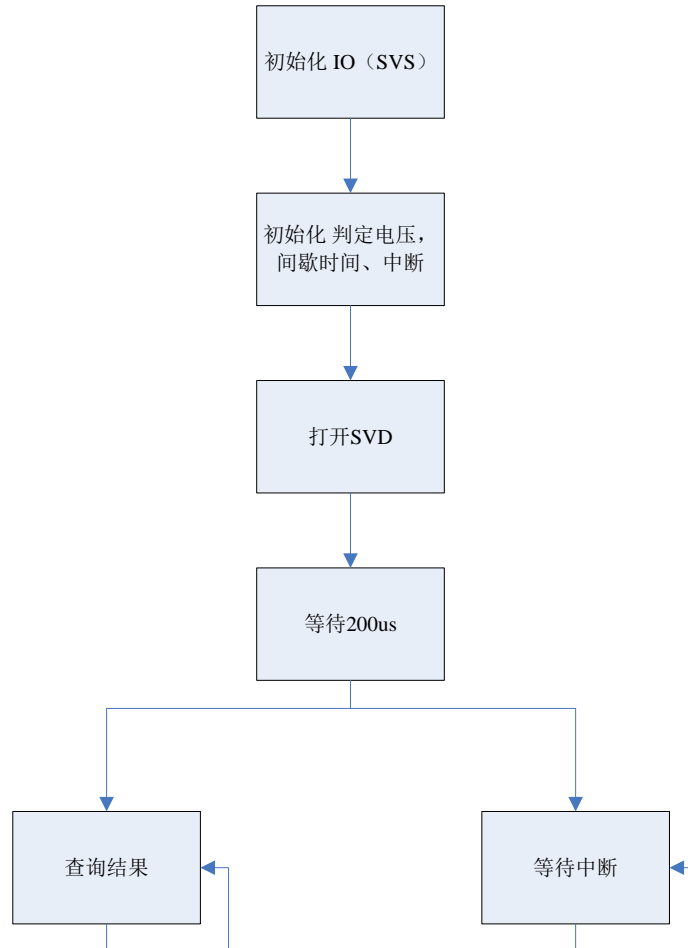 初始化 IO（SVS）
初始化 判定电压，
间歇时间、中断
打开SVD
等待200us
查询结果
等待中断